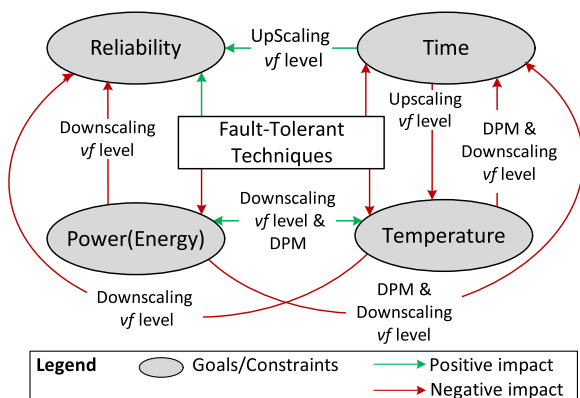 Reliability
UpScaling
vf level
Time
Downscaling
vf level
Fault-Tolerant
Techniques
Upscaling
vf level
DPM &
Downscaling
vf level
Power(Energy)
Downscaling
vf level &
DPM
Temperature
Downscaling
vf level
DPM &
Downscaling
vf level
Legend
Goals/Constraints
Positive impact
Negative impact